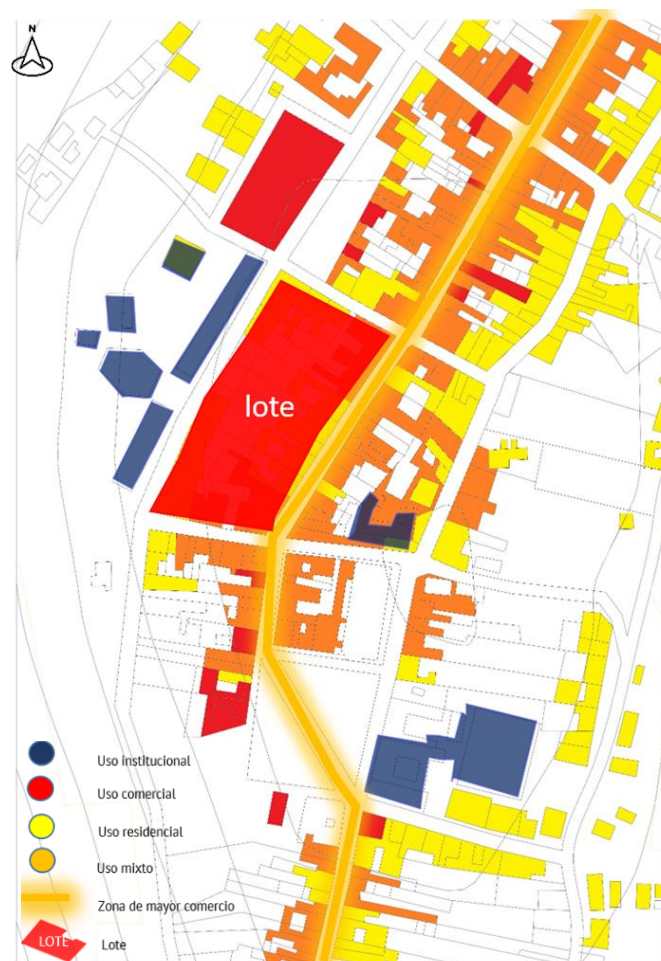 N
lote
Uso institucional
Uso comercial
Uso residencial
Uso mixto
Zona de mayor comercio
LOTE
Lote